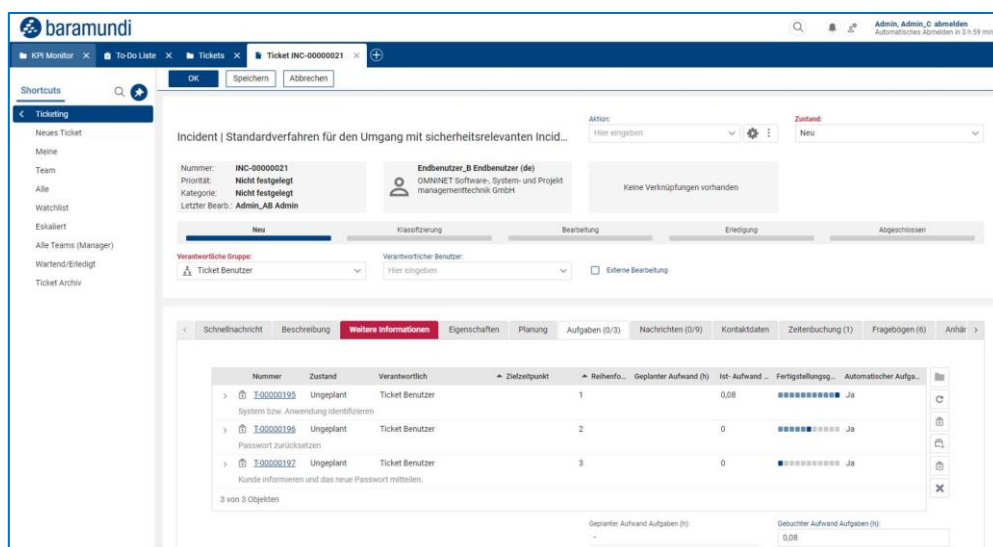 baramundi
Admin, Admin_C abmelden
Automatisches Abmelden in 3 h 59 min
KPI Monitor
To-Do Liste
Tickets
Ticket INC-00000021
OK Speichern Abbrechen
Shortcuts
Ticketing
Neues Ticket
Meine
Team
Alle
Watchlist
Eskaliert
Alle Teams (Manager)
Wartend/Erledigt
Ticket Archiv
Incident | Standardverfahren für den Umgang mit sicherheitsrelevanten Incid...
Aktion:
Hier eingeben
Zustand:
Neu
Nummer: INC-00000021
Priorität: Nicht festgelegt
Kategorie: Nicht festgelegt
Letzter Bearb.: Admin_AB Admin
Endbenutzer_B Endbenutzer (de)
OMNINET Software-, System- und Projekt
managementtechnik GmbH
Keine Verknüpfungen vorhanden
Neu Klassifizierung Bearbeitung Erledigung Abgeschlossen
Verantwortliche Gruppe:
Ticket Benutzer
Verantwortlicher Benutzer:
Hier eingeben
Externe Bearbeitung
Schnellnachricht Beschreibung Weitere Informationen Eigenschaften Planung Aufgaben (0/3) Nachrichten (0/9) Kontaktdaten Zeitenbuchung (1) Fragebögen (6) Anhär
Nummer Zustand Verantwortlich Zielzeitpunkt Reihenfo... Geplanter Aufwand (h) Ist- Aufwand ... Fertigstellungsg... Automatischer Aufga...
T-00000195 Ungeplant Ticket Benutzer 1 0,08 Ja
System bzw. Anwendung identifizieren
T-00000196 Ungeplant Ticket Benutzer 2 0 Ja
Passwort zurücksetzen
T-00000197 Ungeplant Ticket Benutzer 3 0 Ja
Kunde informieren und das neue Passwort mitteilen.
3 von 3 Objekten
Geplanter Aufwand Aufgaben (h):
-
Gebuchter Aufwand Aufgaben (h):
0,08